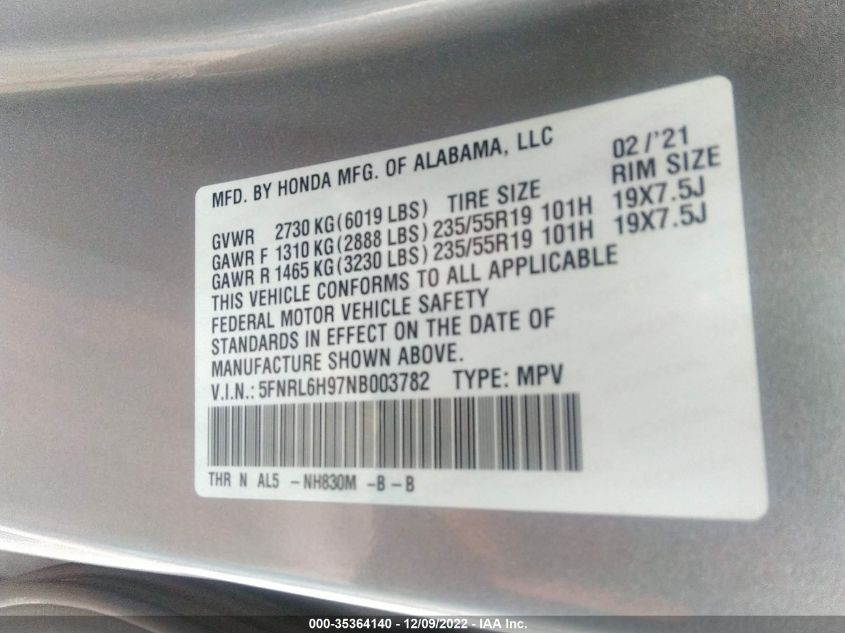 MFD. BY HONDA MFG. OF ALABAMA, LLC 02/'21
GVWR 2730 KG(6019 LBS) TIRE SIZE RIM SIZE
GAWR F 1310 KG(2888 LBS) 235/55R19 101H 19X7.5J
GAWR R 1465 KG(3230 LBS) 235/55R19 101H 19X7.5J
THIS VEHICLE CONFORMS TO ALL APPLICABLE
FEDERAL MOTOR VEHICLE SAFETY
STANDARDS IN EFFECT ON THE DATE OF
MANUFACTURE SHOWN ABOVE.
V.I.N.: 5FNRL6H97NB003782 TYPE: MPV
THR N AL5 -NH830M -B-B
000-35364140 - 12/09/2022 - IAA Inc.